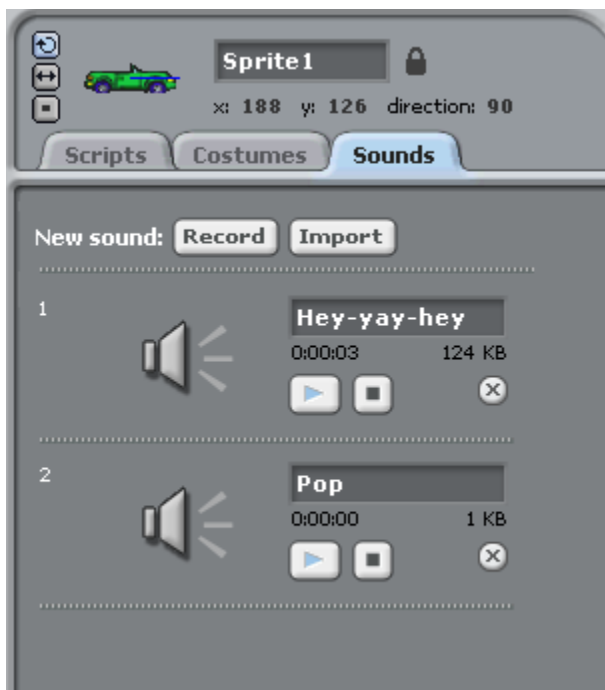 Sprite1
x: 188 y: 126 direction: 90
Scripts Costumes Sounds
New sound: Record Import
1
Hey-yay-hey
0:00:03 124 KB
2
Pop
0:00:00 1 KB